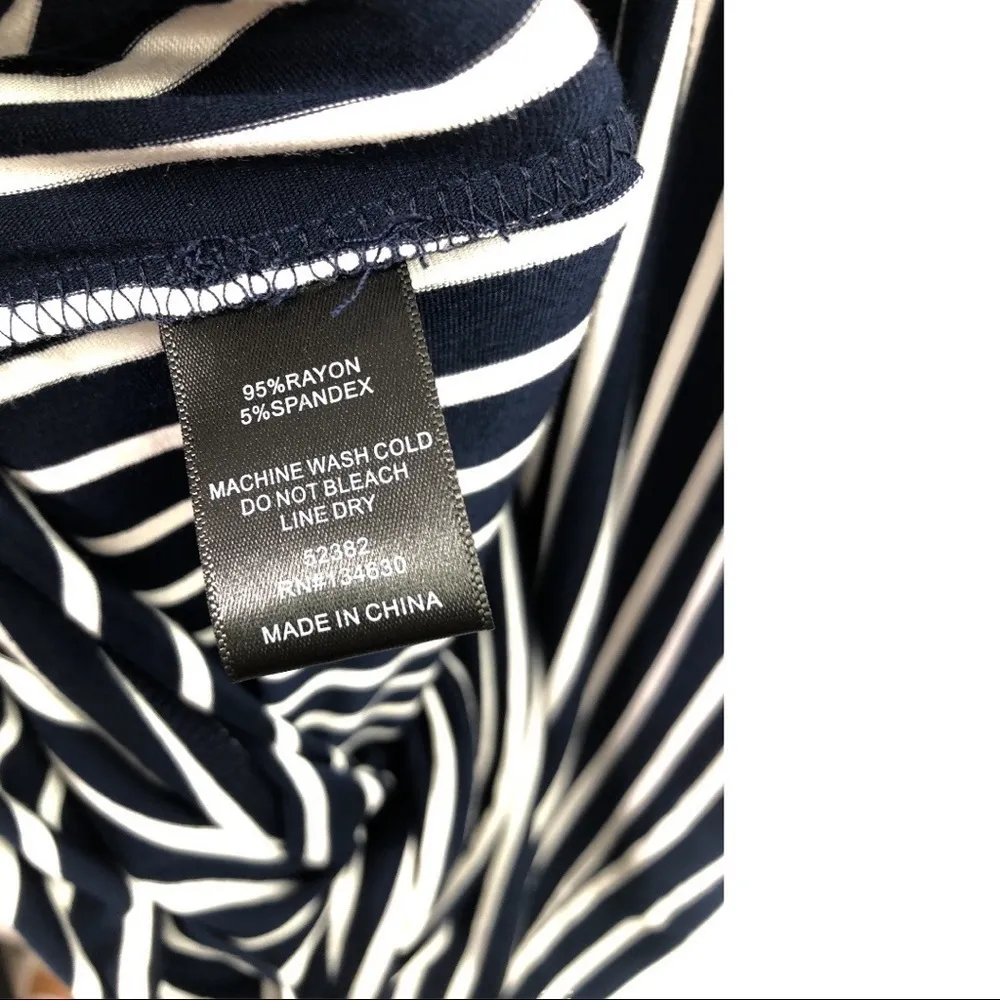 95%RAYON
5%SPANDEX
MACHINE WASH COLD
DO NOT BLEACH
LINE DRY
52382
RN#134630
MADE IN CHINA